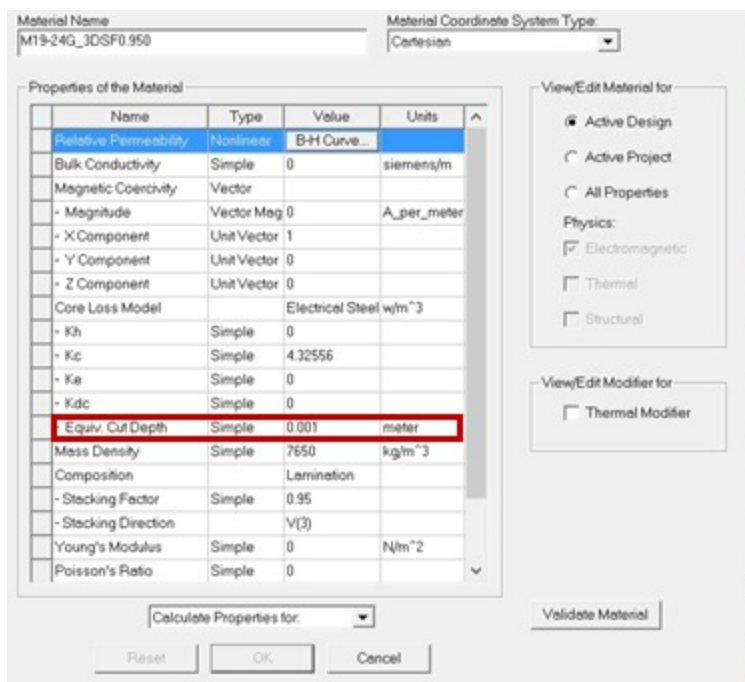 Material Name
Material Coordinate System Type:
M19-24G_3DSF0.950
Cartesian
Properties of the Material
View/Edit Material for
Name Type Value Units
Relative Permeability Nonlinear B-H Curve...
Active Design
Bulk Conductivity Simple 0 siemens/m
Active Project
Magnetic Coercivity Vector
All Properties
- Magnitude Vector Mag 0 A_per_meter
Physics:
- X Component Unit Vector 1
Electromagnetic
- Y Component Unit Vector 0
- Z Component Unit Vector 0
Thermal
Core Loss Model Electrical Steel w/m^3
Structural
- Kh Simple 0
- Kc Simple 4.32556
- Ke Simple 0
View/Edit Modifier for
- Kdc Simple 0
Thermal Modifier
- Equiv. Cut Depth Simple 0.001 meter
Mass Density Simple 7650 kg/m^3
Composition Lamination
- Stacking Factor Simple 0.95
- Stacking Direction V(3)
Young's Modulus Simple 0 N/m^2
Poisson's Ratio Simple 0
Calculate Properties for:
Validate Material
Reset OK Cancel